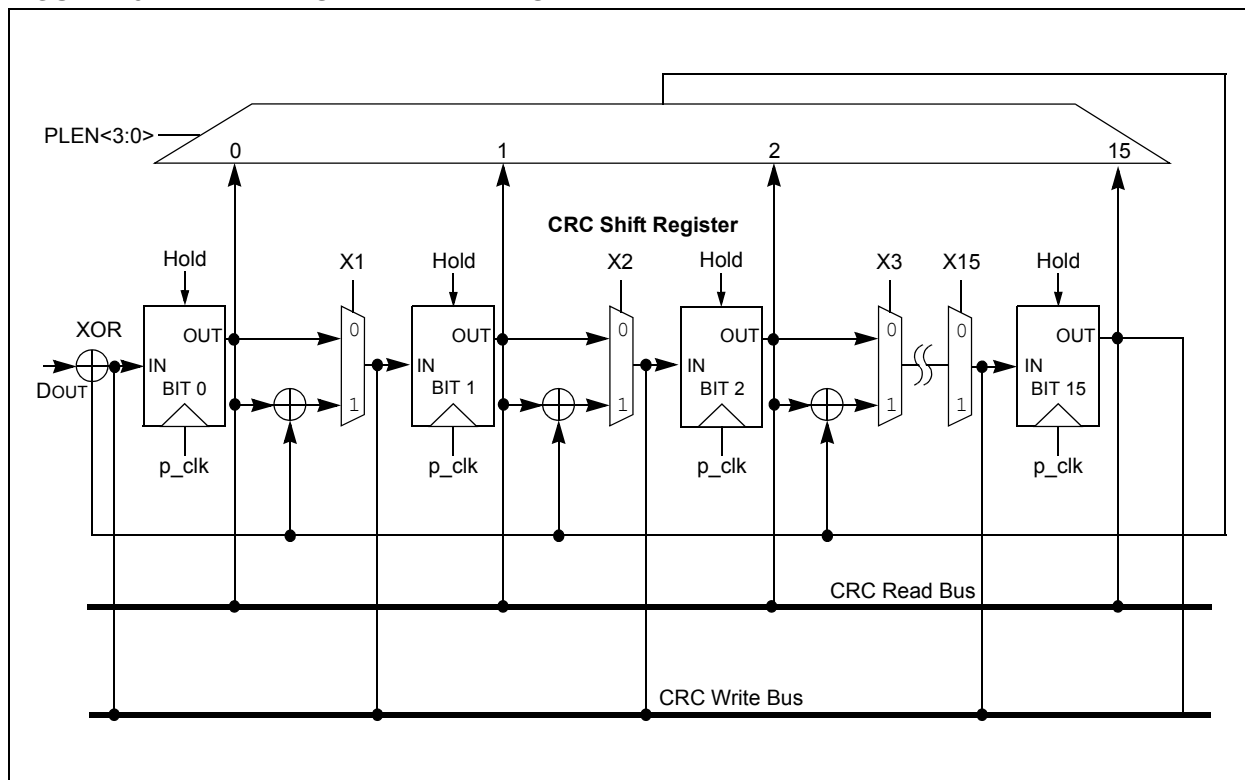 PLEN<3:0>
0 1 2 15
CRC Shift Register
Hold X1 Hold X2 Hold X3 X15 Hold
XOR
OUT 0 OUT 0 OUT 0 0 OUT
IN IN IN IN
DOUT
BIT 0 1 BIT 1 1 BIT 2 1 1 BIT 15
p_clk p_clk p_clk p_clk
CRC Read Bus
CRC Write Bus